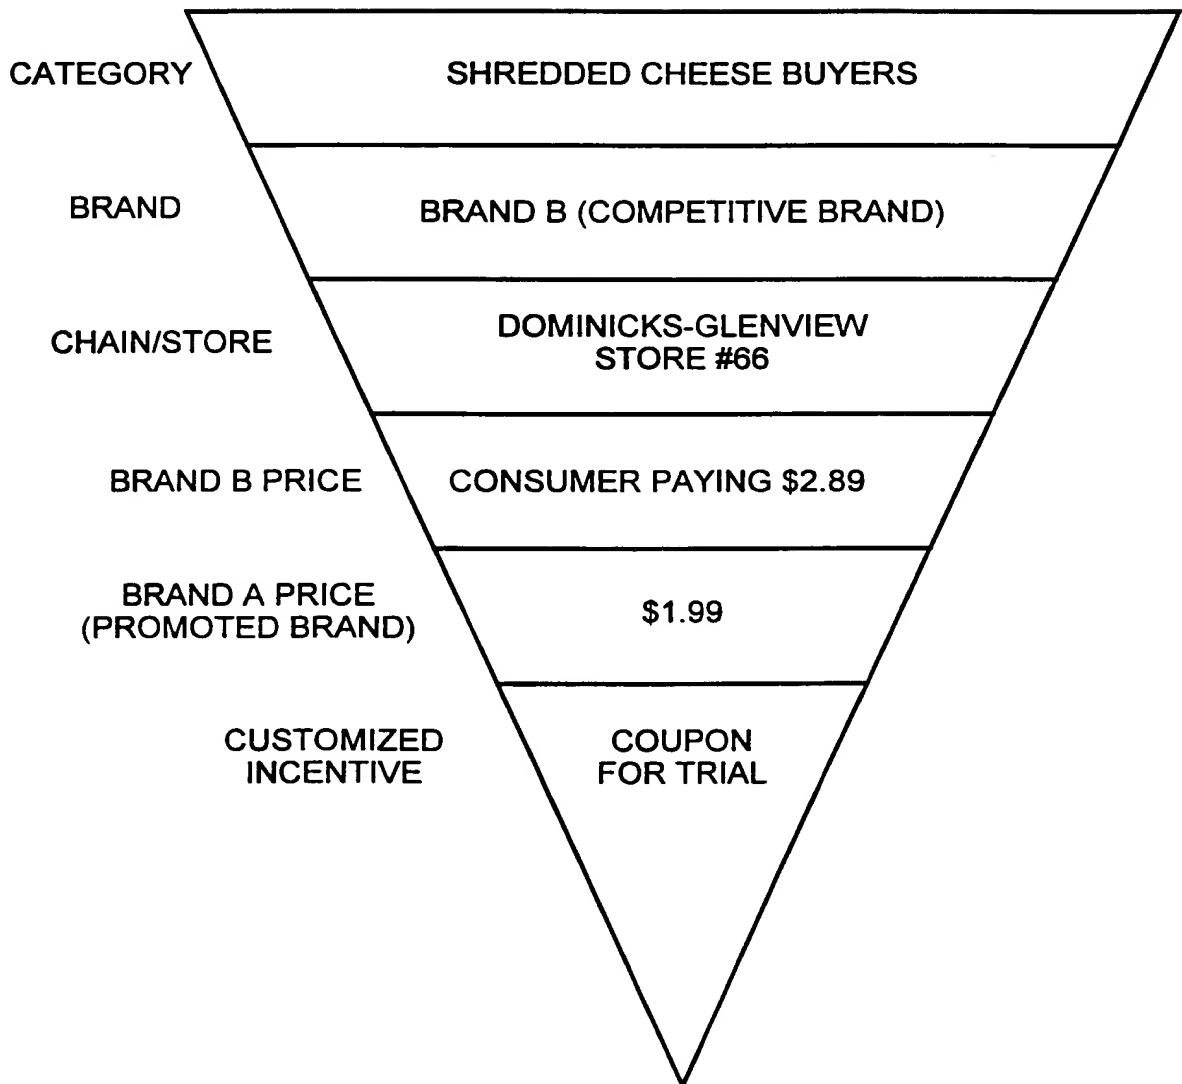 CATEGORY
SHREDDED CHEESE BUYERS
BRAND
BRAND B (COMPETITIVE BRAND)
CHAIN/STORE
DOMINICKS-GLENVIEW
STORE #66
BRAND B PRICE
CONSUMER PAYING $2.89
BRAND A PRICE
(PROMOTED BRAND)
$1.99
CUSTOMIZED
INCENTIVE
COUPON
FOR TRIAL